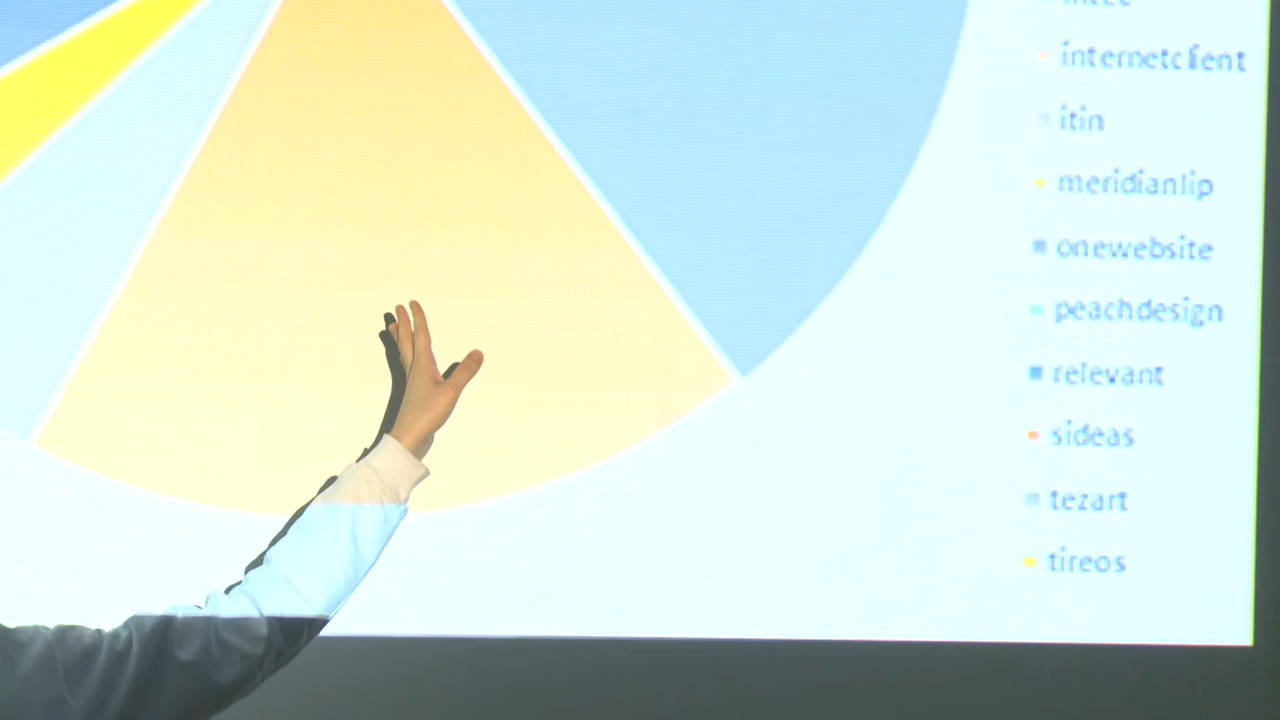 internetclient
itin
meridianlip
onewebsite
peachdesign
relevant
sideas
tezart
tireos